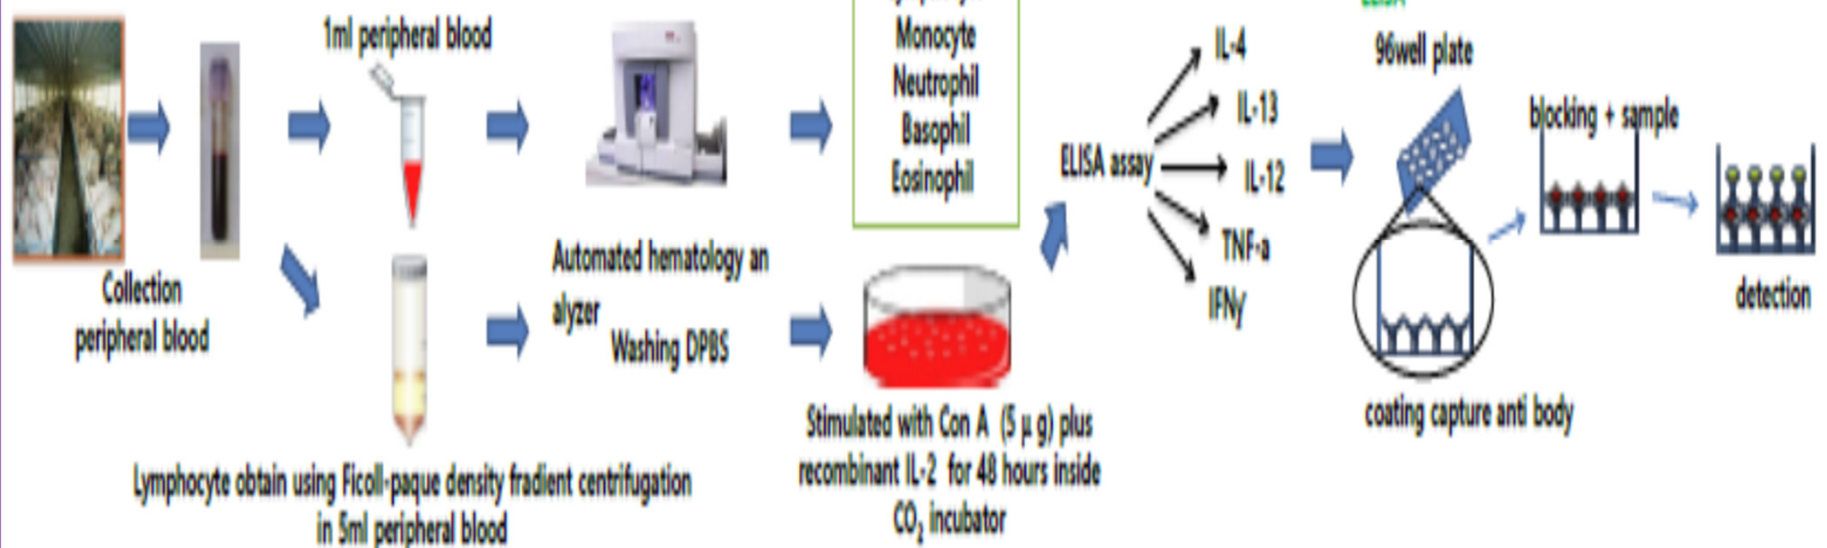 1ml peripheral blood
Collection
peripheral blood
Automated hematology an
alyzer
Washing DPBS
Lymphocyte obtain using Ficoll-paque density fradient centrifugation
in 5ml peripheral blood
Monocyte
Neutrophil
Basophil
Eosinophil
Stimulated with Con A (5 μ g) plus
recombinant IL-2 for 48 hours inside
CO₂ incubator
ELISA assay
IL-4
IL-13
IL-12
TNF-a
IFNγ
ELISA
96well plate
blocking + sample
coating capture anti body
detection